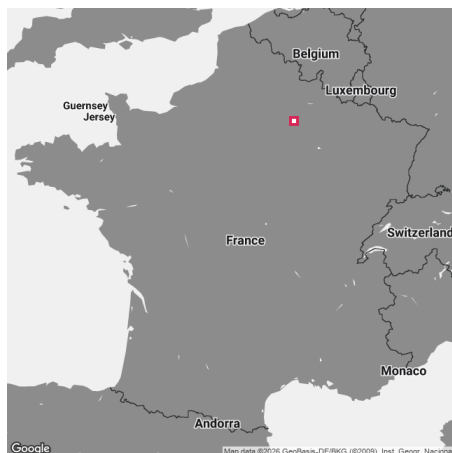 Belgium
Luxembourg
Guernsey
Jersey
Switzerland
France
Monaco
Andorra
Google
Map data ©2026 GeoBasis-DE/BKG (©2009), Inst. Geogr. Naciona